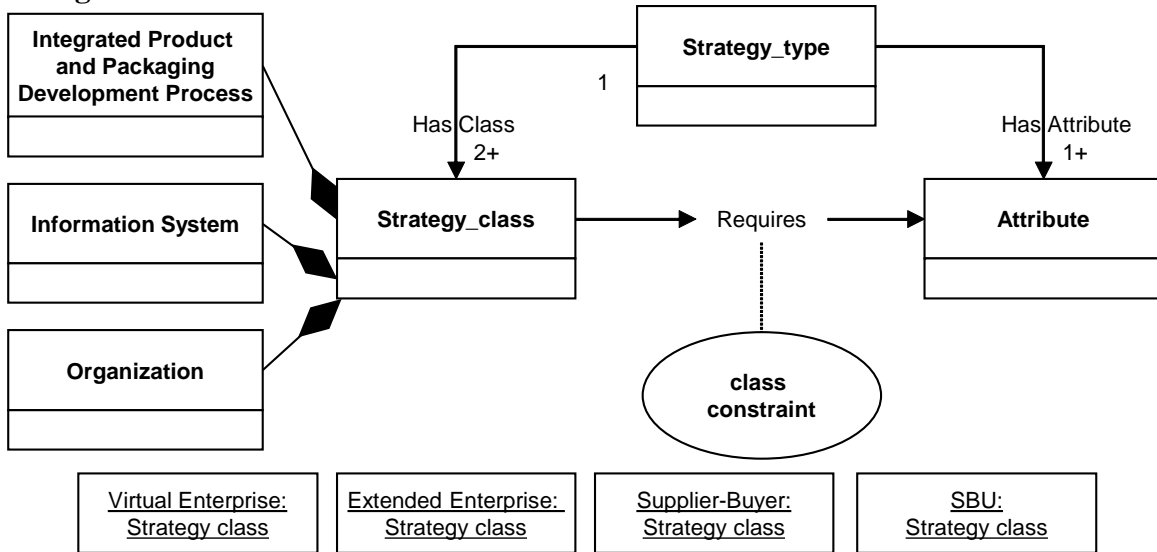 Integrated Product
and Packaging
Development Process
Strategy_type
1
Has Class
2+
Has Attribute
1+
Information System
Strategy_class
Requires
Attribute
Organization
class
constraint
Virtual Enterprise:
Strategy class
Extended Enterprise:
Strategy class
Supplier-Buyer:
Strategy class
SBU:
Strategy class